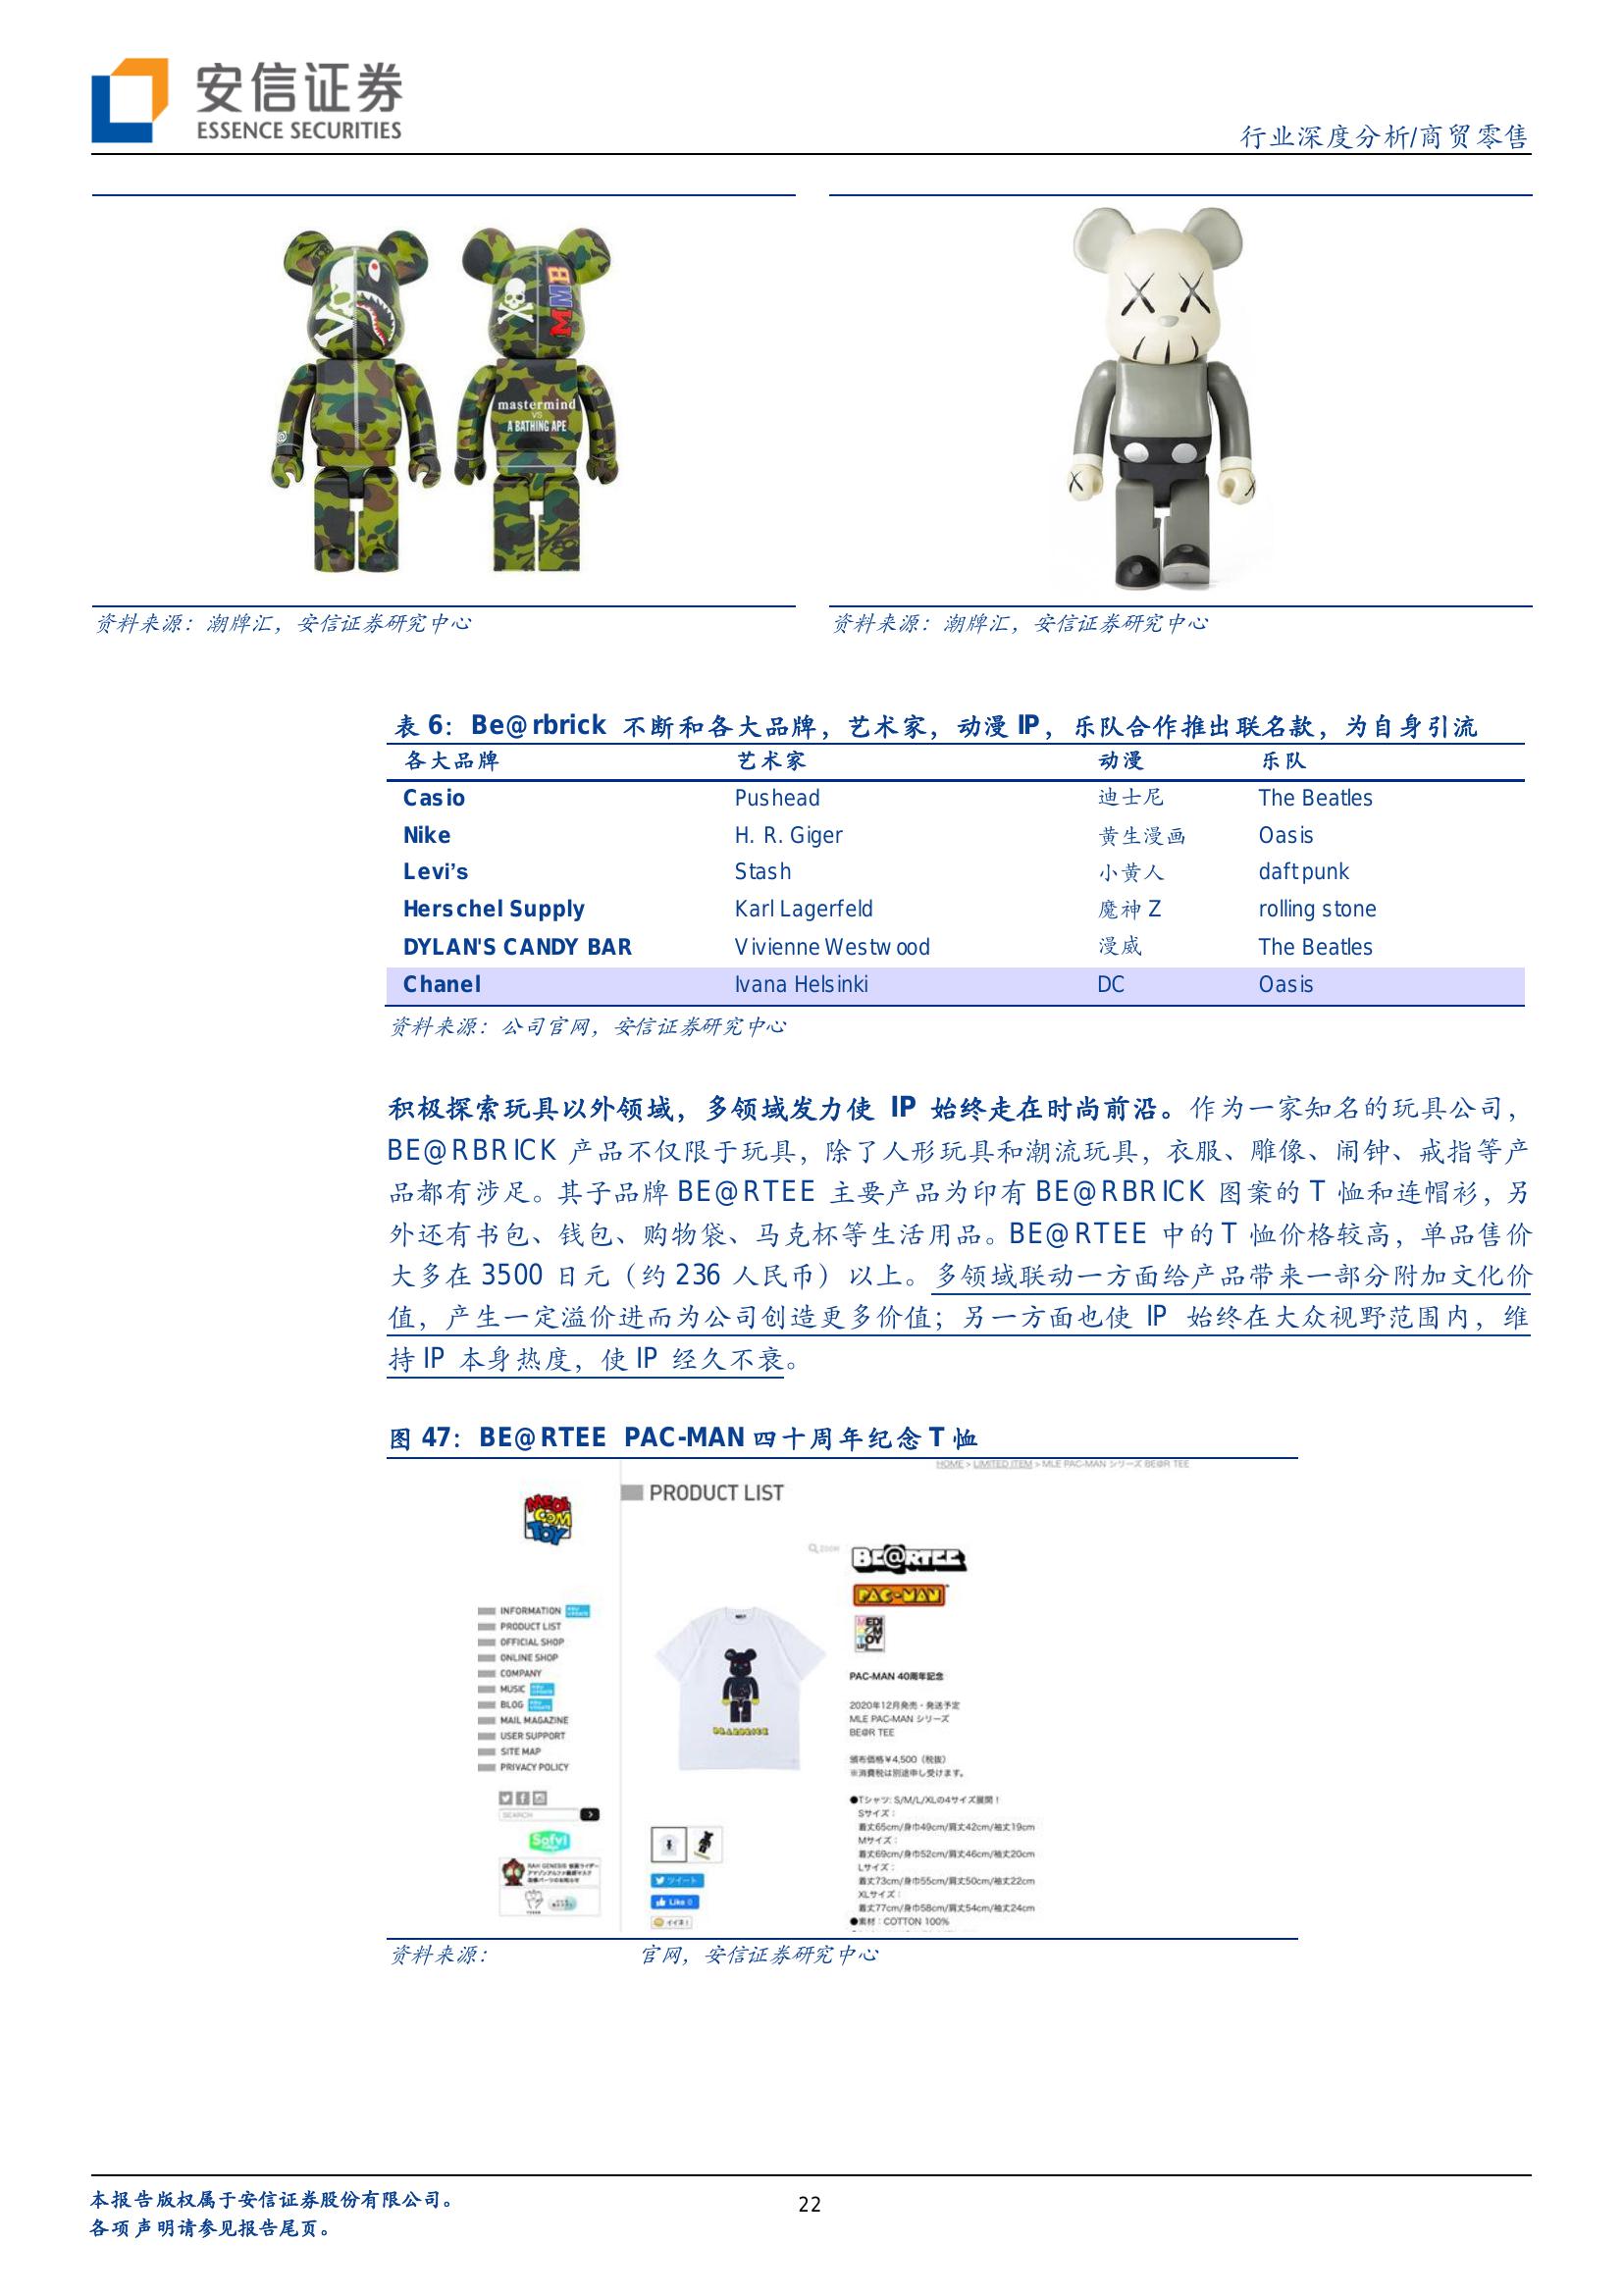 安信证券
ESSENCE SECURITIES
行业深度分析/商贸零售
MMB
mastermind
VS
A BATHING APE
资料来源：潮牌汇，安信证券研究中心
资料来源：潮牌汇，安信证券研究中心
表 6：Be@rbrick 不断和各大品牌，艺术家，动漫 IP，乐队合作推出联名款，为自身引流
各大品牌 艺术家 动漫 乐队
Casio Pushead 迪士尼 The Beatles
Nike H. R. Giger 黄生漫画 Oasis
Levi’s Stash 小黄人 daft punk
Herschel Supply Karl Lagerfeld 魔神 Z rolling stone
DYLAN'S CANDY BAR Vivienne Westwood 漫威 The Beatles
Chanel Ivana Helsinki DC Oasis
资料来源：公司官网，安信证券研究中心
积极探索玩具以外领域，多领域发力使 IP 始终走在时尚前沿。作为一家知名的玩具公司，
BE@RBRICK 产品不仅限于玩具，除了人形玩具和潮流玩具，衣服、雕像、闹钟、戒指等产
品都有涉足。其子品牌 BE@RTEE 主要产品为印有 BE@RBRICK 图案的 T 恤和连帽衫，另
外还有书包、钱包、购物袋、马克杯等生活用品。BE@RTEE 中的 T 恤价格较高，单品售价
大多在 3500 日元（约 236 人民币）以上。多领域联动一方面给产品带来一部分附加文化价
值，产生一定溢价进而为公司创造更多价值；另一方面也使 IP 始终在大众视野范围内，维
持 IP 本身热度，使 IP 经久不衰。
图 47：BE@RTEE PAC-MAN 四十周年纪念 T 恤
HOME > LIMITED ITEM > MLE PAC-MAN シリーズ BE@R TEE
MEDI
COM
TOY
PRODUCT LIST
ZOOM
BE@RTEE
PAC-MAN
MEDI
COM
TOY
INFORMATION
PRODUCT LIST
OFFICIAL SHOP
ONLINE SHOP
COMPANY
MUSIC
BLOG
MAIL MAGAZINE
USER SUPPORT
SITE MAP
PRIVACY POLICY
SEARCH
Sofvi
BE@RBRICK
ツイート
Like 0
イイネ!
PAC-MAN 40周年記念
2020年12月発売・発送予定
MLE PAC-MAN シリーズ
BE@R TEE
頒布価格￥4,500（税抜）
※消費税は別途申し受けます。
●Tシャツ: S/M/L/XLの4サイズ展開！
Sサイズ：
着丈65cm/身巾49cm/肩丈42cm/袖丈19cm
Mサイズ：
着丈69cm/身巾52cm/肩丈46cm/袖丈20cm
Lサイズ：
着丈73cm/身巾55cm/肩丈50cm/袖丈22cm
XLサイズ：
着丈77cm/身巾58cm/肩丈54cm/袖丈24cm
●素材：COTTON 100%
资料来源： 官网，安信证券研究中心
本报告版权属于安信证券股份有限公司。
各项声明请参见报告尾页。
22